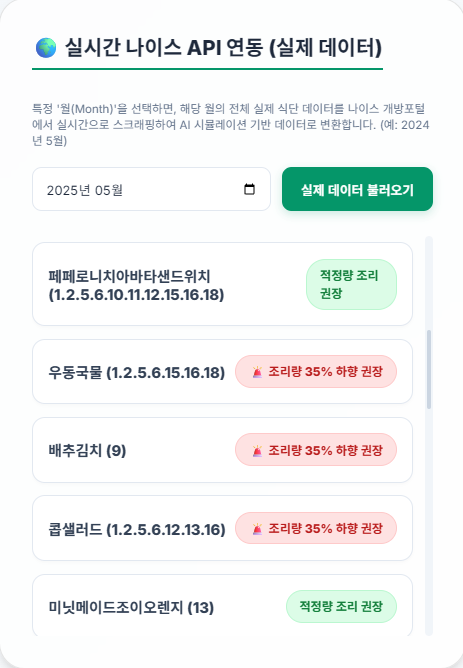 🌍 실시간 나이스 API 연동 (실제 데이터)
특정 '월(Month)'을 선택하면, 해당 월의 전체 실제 식단 데이터를 나이스 개방포털
에서 실시간으로 스크래핑하여 AI 시뮬레이션 기반 데이터로 변환합니다. (예: 2024
년 5월)
2025년 05월
실제 데이터 불러오기
페페로니치아바타샌드위치
(1.2.5.6.10.11.12.15.16.18)
적정량 조리
권장
우동국물 (1.2.5.6.15.16.18)
🚨 조리량 35% 하향 권장
배추김치 (9)
🚨 조리량 35% 하향 권장
콥샐러드 (1.2.5.6.12.13.16)
🚨 조리량 35% 하향 권장
미닛메이드조이오렌지 (13)
적정량 조리 권장